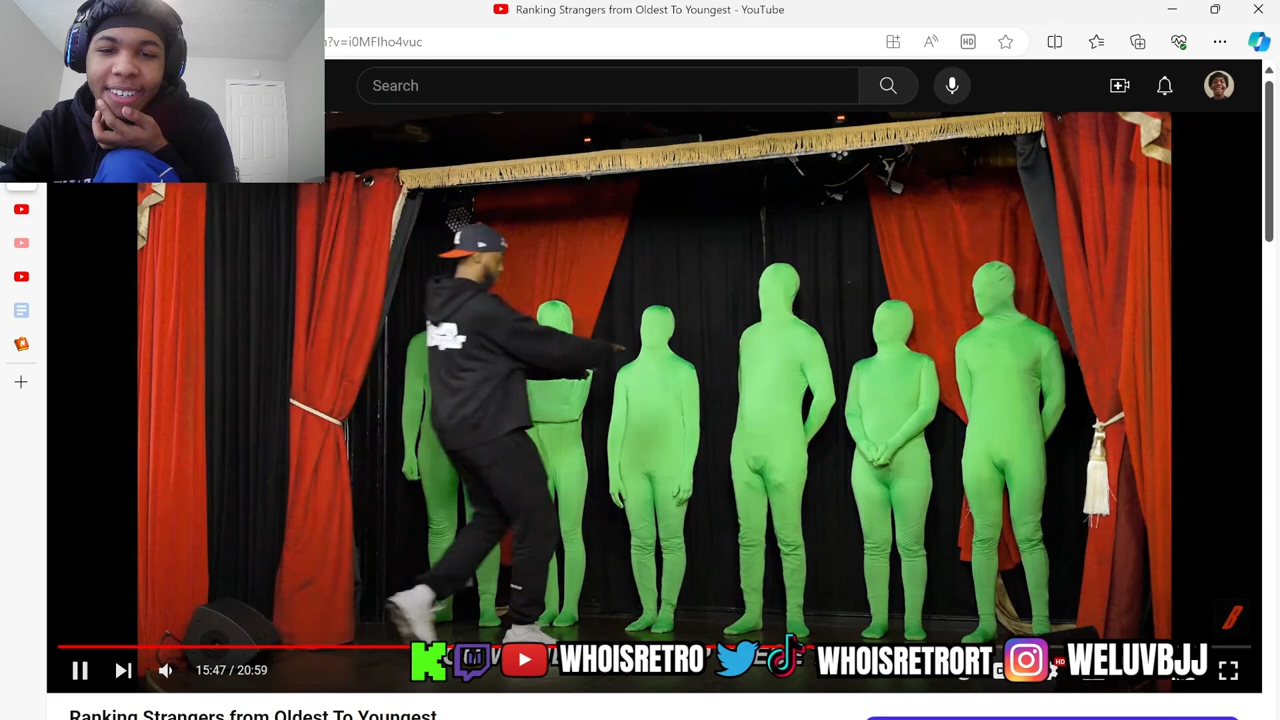 Ranking Strangers from Oldest To Youngest - YouTube
?v=i0MFIho4vuc
Search
15:47 / 20:59
WHOISRETRO
WHOISRETRORT
WELUVBJJ
Ranking Strangers from Oldest To Youngest